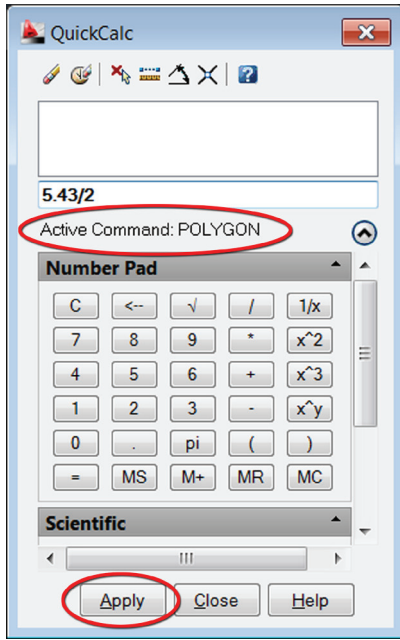 QuickCalc
5.43/2
Active Command: POLYGON
Number Pad
C <-- √ / 1/x
7 8 9 * x^2
4 5 6 + x^3
1 2 3 - x^y
0 . pi ( )
= MS M+ MR MC
Scientific
Apply Close Help